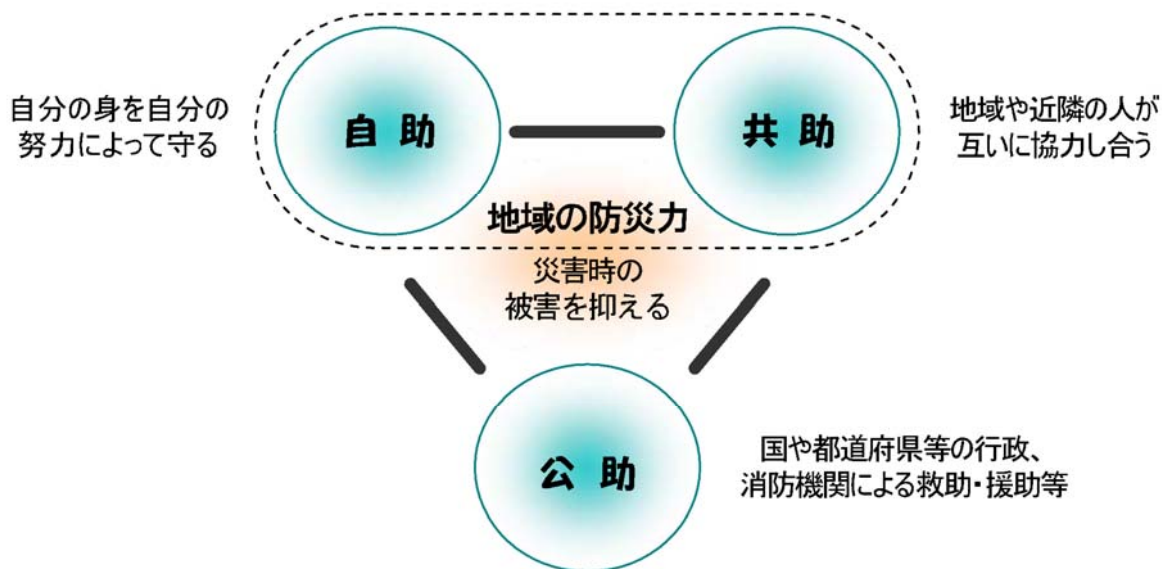 自助
共助
自分の身を自分の
努力によって守る
地域や近隣の人が
互いに協力し合う
地域の防災力
災害時の
被害を抑える
公助
国や都道府県等の行政、
消防機関による救助・援助等